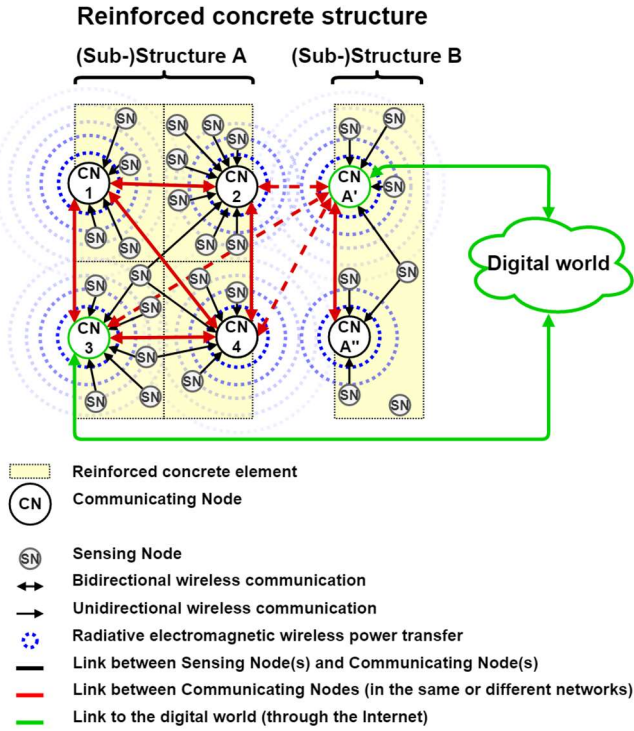 Reinforced concrete structure
(Sub-)Structure A
(Sub-)Structure B
SN
SN
SN
SN
SN
SN
SN
SN
SN
CN
1
CN
2
CN
A'
SN
SN
SN
SN
SN
SN
Digital world
SN
SN
SN
SN
SN
SN
SN
CN
3
CN
4
CN
A"
SN
SN
SN
SN
SN
SN
Reinforced concrete element
CN
Communicating Node
SN
Sensing Node
Bidirectional wireless communication
Unidirectional wireless communication
Radiative electromagnetic wireless power transfer
Link between Sensing Node(s) and Communicating Node(s)
Link between Communicating Nodes (in the same or different networks)
Link to the digital world (through the Internet)